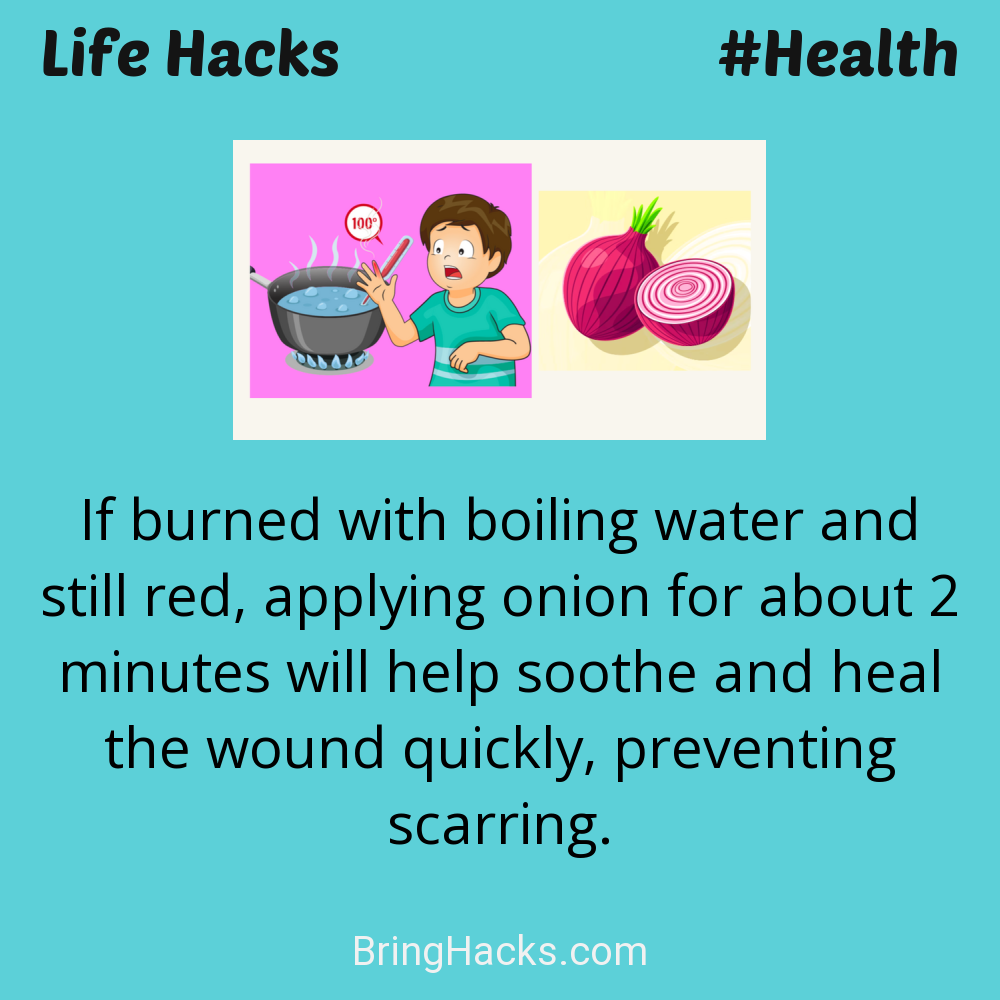 Life Hacks #Health
100°
If burned with boiling water and
still red, applying onion for about 2
minutes will help soothe and heal
the wound quickly, preventing
scarring.
BringHacks.com